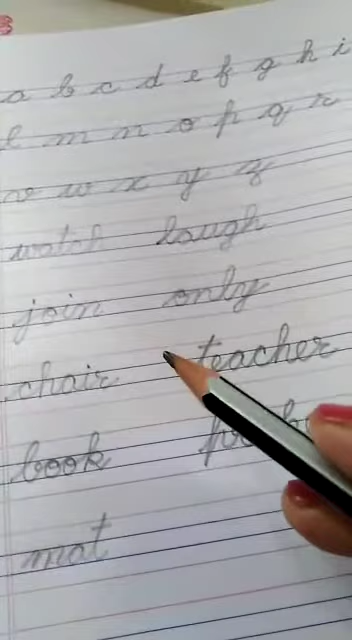 a b c d e f g h i
l m n o p q r
v w x y z
watch laugh
join only
chair teacher
book
mat